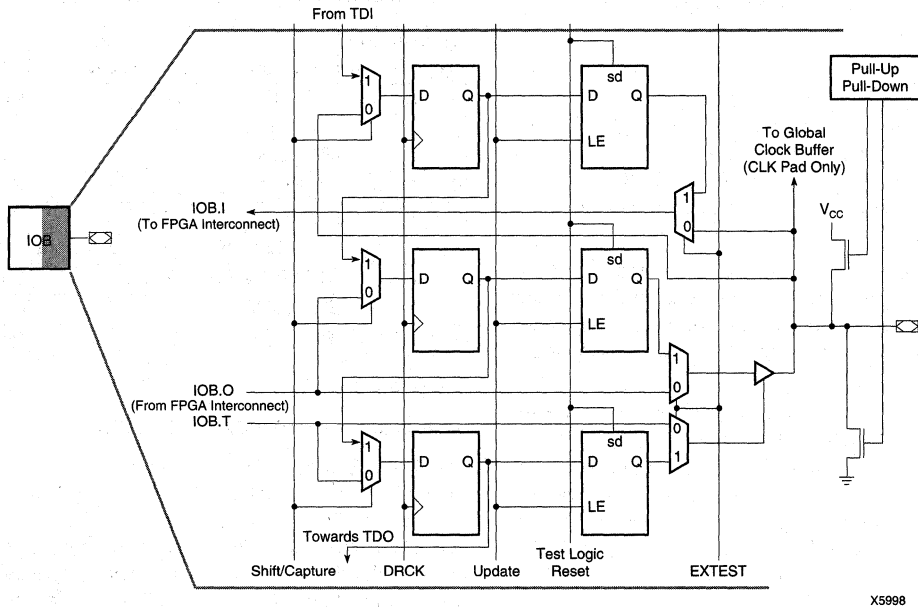 From TDI
1
0
D
Q
sd
D
Q
LE
Pull-Up
Pull-Down
To Global
Clock Buffer
(CLK Pad Only)
IOB.I
(To FPGA Interconnect)
1
0
VCC
IOB
1
0
D
Q
sd
D
Q
LE
1
0
IOB.O
(From FPGA Interconnect)
IOB.T
0
1
1
0
D
Q
sd
D
Q
LE
Towards TDO
Shift/Capture
DRCK
Update
Test Logic
Reset
EXTEST
X5998